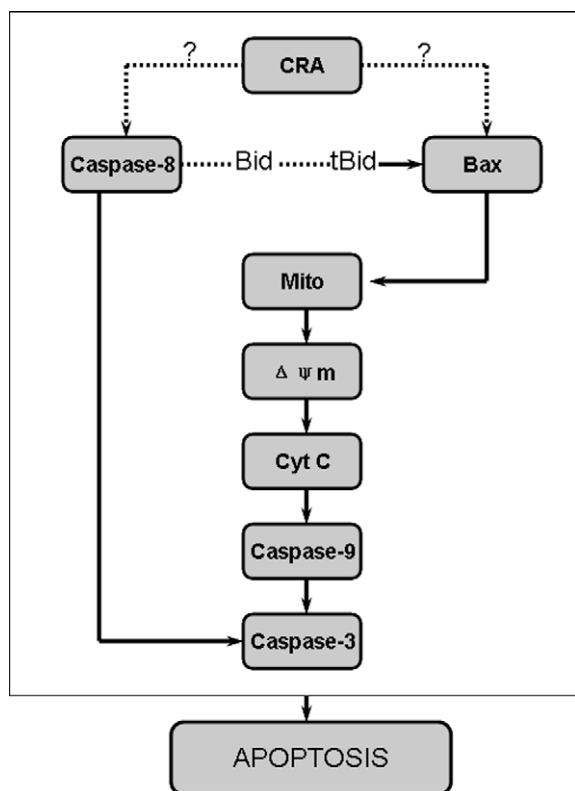 ? CRA ?
Caspase-8 Bid tBid Bax
Mito
Δ Ψ m
Cyt C
Caspase-9
Caspase-3
APOPTOSIS